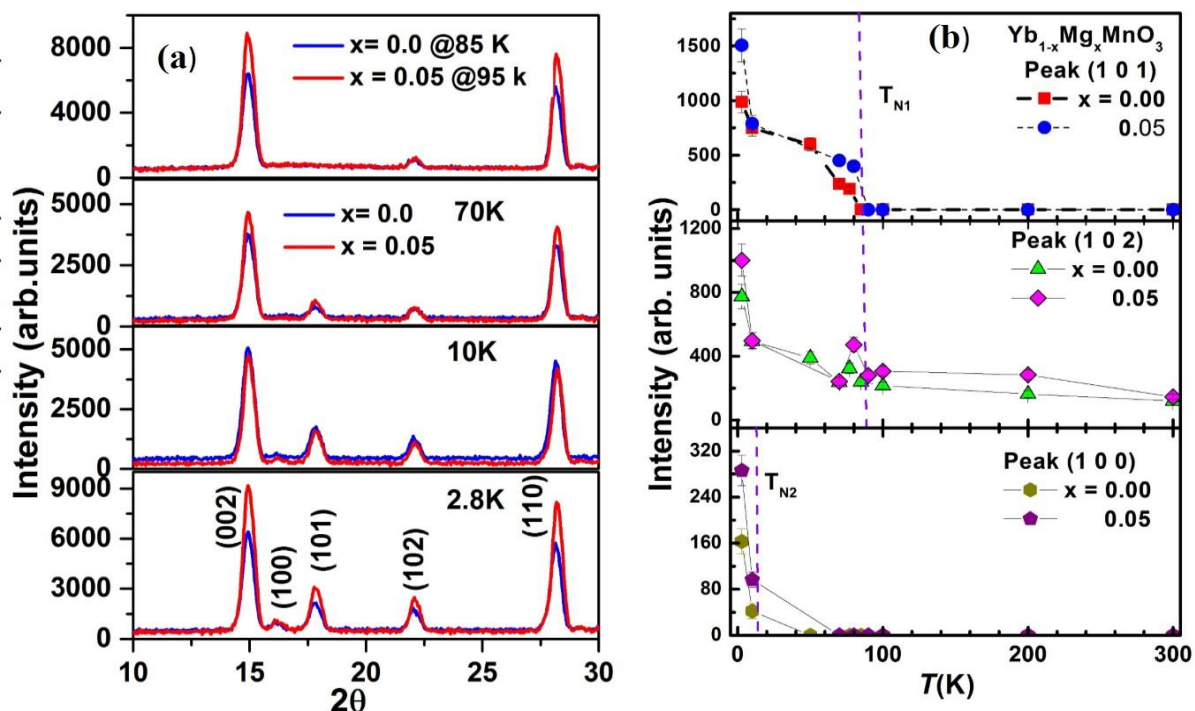 (a)
x= 0.0 @85 K
x = 0.05 @95 k
8000
4000
0
x= 0.0 70K
x = 0.05
5000
2500
0
10K
5000
2500
0
2.8K
9000
6000
3000
0
(002)
(100)
(101)
(102)
(110)
10 15 20 25 30
2θ
Intensity (arb.units)
(b)
Yb1-xMgxMnO3
Peak (1 0 1)
x = 0.00
0.05
TN1
1500
1000
500
0
Peak (1 0 2)
x = 0.00
0.05
1200
800
400
0
Peak (1 0 0)
x = 0.00
0.05
TN2
320
240
160
80
0
0 100 200 300
T(K)
Intensity (arb. units)